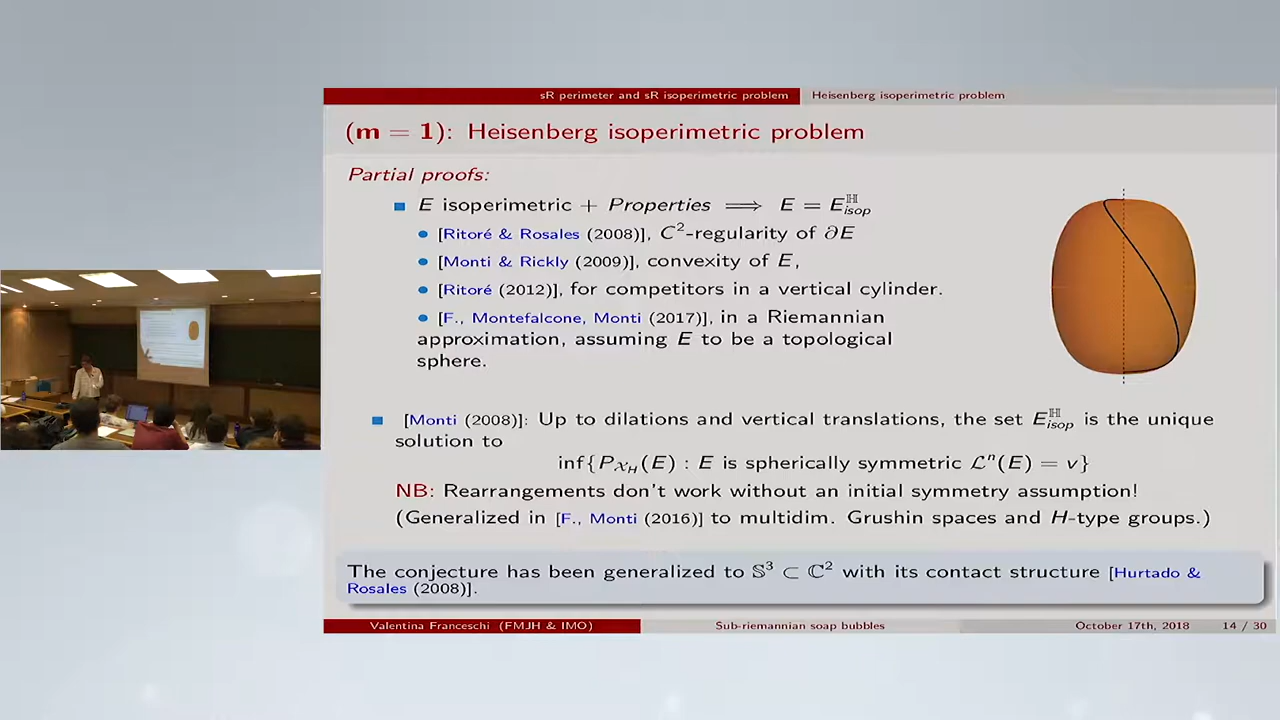 sR perimeter and sR isoperimetric problem Heisenberg isoperimetric problem
(m = 1): Heisenberg isoperimetric problem
Partial proofs:
E isoperimetric + Properties ⟹ E = E^ℍ_isop
[Ritoré & Rosales (2008)], C²-regularity of ∂E
[Monti & Rickly (2009)], convexity of E,
[Ritoré (2012)], for competitors in a vertical cylinder.
[F., Montefalcone, Monti (2017)], in a Riemannian
approximation, assuming E to be a topological
sphere.
[Monti (2008)]: Up to dilations and vertical translations, the set E^ℍ_isop is the unique
solution to
inf{P_𝒳_H(E) : E is spherically symmetric ℒⁿ(E) = v}
NB: Rearrangements don't work without an initial symmetry assumption!
(Generalized in [F., Monti (2016)] to multidim. Grushin spaces and H-type groups.)
The conjecture has been generalized to 𝕊³ ⊂ ℂ² with its contact structure [Hurtado &
Rosales (2008)].
Valentina Franceschi (FMJH & IMO) Sub-riemannian soap bubbles October 17th, 2018 14 / 30